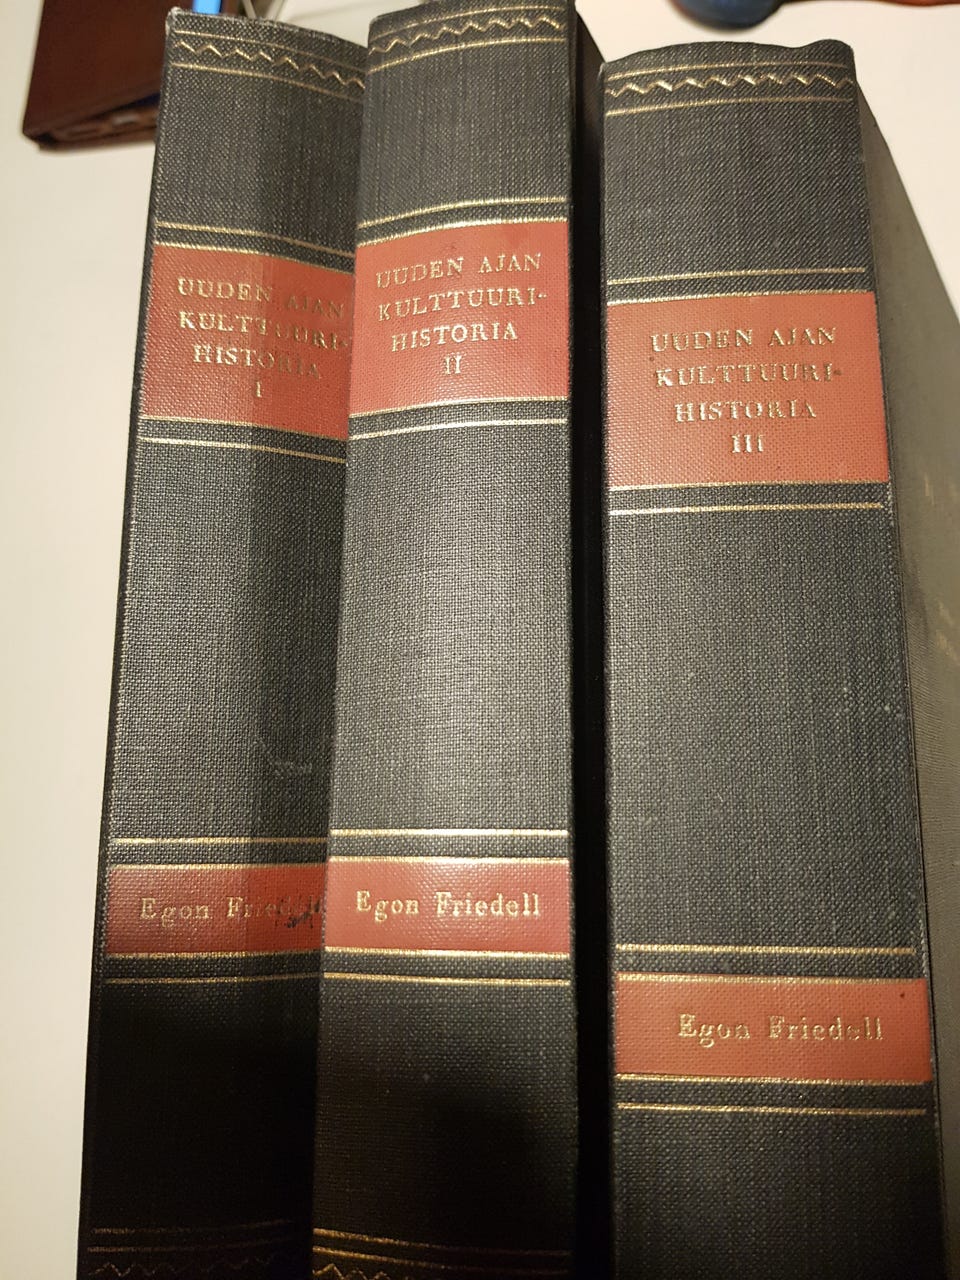 UUDEN AJAN
KULTTUURI-
HISTORIA
I
Egon Friedell
UUDEN AJAN
KULTTUURI-
HISTORIA
II
Egon Friedell
UUDEN AJAN
KULTTUURI-
HISTORIA
III
Egon Friedell